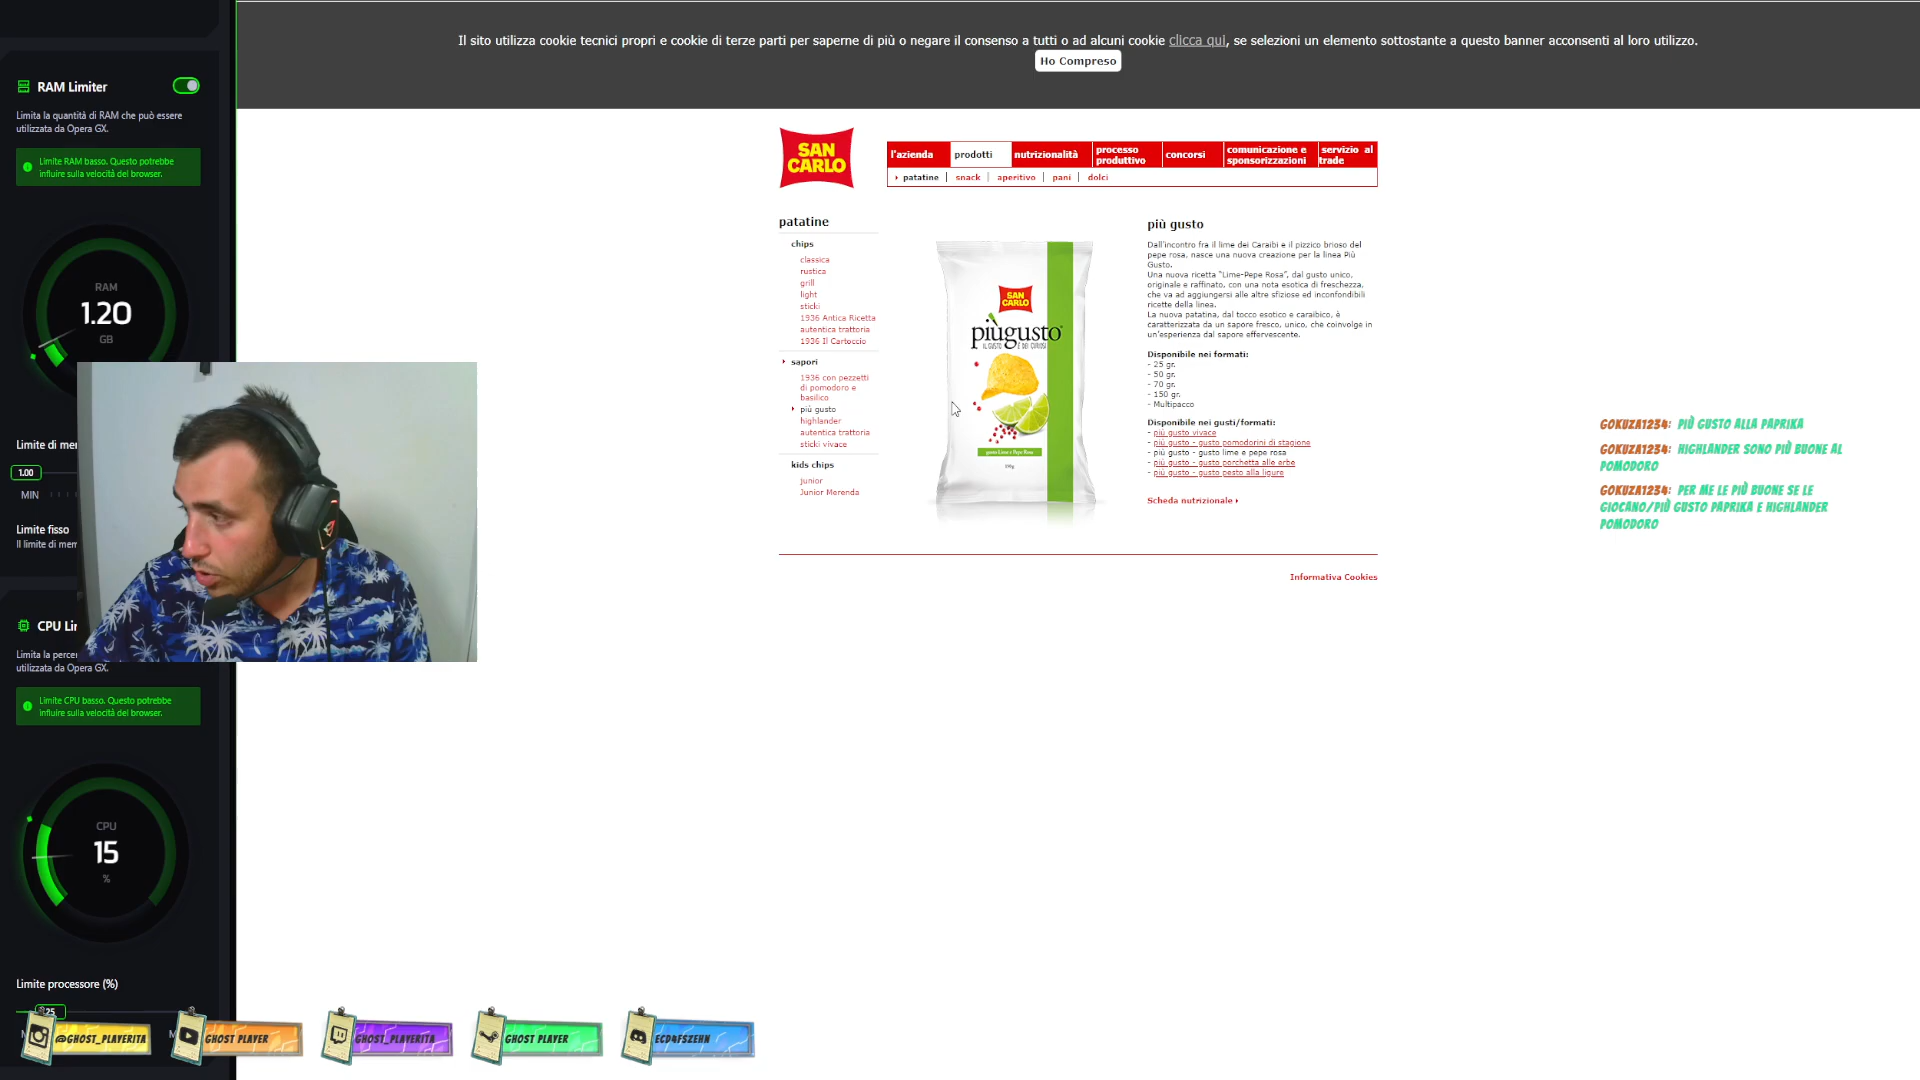 Il sito utilizza cookie tecnici propri e cookie di terze parti per saperne di più o negare il consenso a tutti o ad alcuni cookie clicca qui, se selezioni un elemento sottostante a questo banner acconsenti al loro utilizzo.
Ho Compreso
RAM Limiter
Limita la quantità di RAM che può essere
utilizzata da Opera GX.
Limite RAM basso. Questo potrebbe
influire sulla velocità del browser.
RAM
1.20
GB
Limite di mem
1.00
MIN
Limite fisso
Il limite di mem
CPU Li
Limita la percen
utilizzata da Opera GX.
Limite CPU basso. Questo potrebbe
influire sulla velocità del browser.
CPU
15
%
Limite processore (%)
25
SAN
CARLO
l'azienda
prodotti
nutrizionalità
processo
produttivo
concorsi
comunicazione e
sponsorizzazioni
servizio al
trade
patatine
snack
aperitivo
pani
dolci
patatine
chips
classica
rustica
grill
light
sticki
1936 Antica Ricetta
autentica trattoria
1936 Il Cartoccio
sapori
1936 con pezzetti
di pomodoro e
basilico
più gusto
highlander
autentica trattoria
sticki vivace
kids chips
junior
Junior Merenda
SAN
CARLO
piùgusto
IL GUSTO È DEI CURIOSI
gusto Lime e Pepe Rosa
più gusto
Dall'incontro fra il lime dei Caraibi e il pizzico brioso del
pepe rosa, nasce una nuova creazione per la linea Più
Gusto.
Una nuova ricetta "Lime-Pepe Rosa", dal gusto unico,
originale e raffinato, con una nota esotica di freschezza,
che va ad aggiungersi alle altre sfiziose ed inconfondibili
ricette della linea.
La nuova patatina, dal tocco esotico e caraibico, è
caratterizzata da un sapore fresco, unico, che coinvolge in
un'esperienza dal sapore effervescente.
Disponibile nei formati:
- 25 gr.
- 50 gr.
- 70 gr.
- 150 gr.
- Multipacco
Disponibile nei gusti/formati:
- più gusto vivace
- più gusto - gusto pomodorini di stagione
- più gusto - gusto lime e pepe rosa
- più gusto - gusto porchetta alle erbe
- più gusto - gusto pesto alla ligure
Scheda nutrizionale
Informativa Cookies
GOKUZA1234: PIÙ GUSTO ALLA PAPRIKA
GOKUZA1234: HIGHLANDER SONO PIÙ BUONE AL
POMODORO
GOKUZA1234: PER ME LE PIÙ BUONE SE LE
GIOCANO/PIÙ GUSTO PAPRIKA E HIGHLANDER
POMODORO
@GHOST_PLAYERITA
GHOST PLAYER
GHOST_PLAYERITA
GHOST PLAYER
ECD4FSZEHN